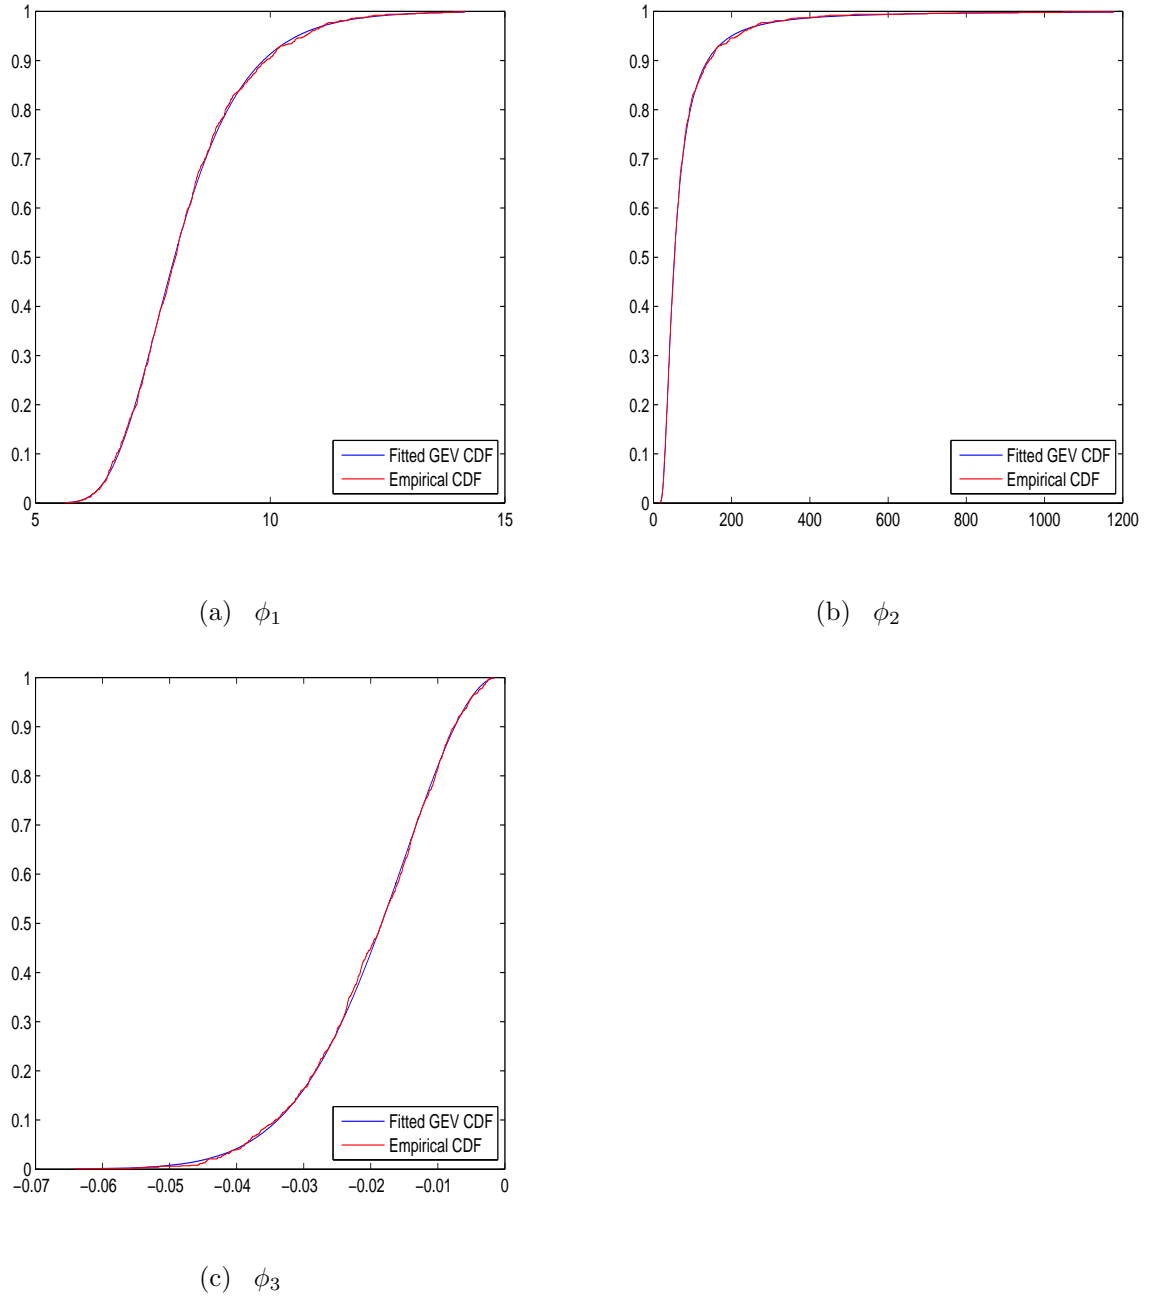 1
0.9
0.8
0.7
0.6
0.5
0.4
0.3
0.2
0.1
0
5 10 15
Fitted GEV CDF
Empirical CDF
(a) ϕ₁
1
0.9
0.8
0.7
0.6
0.5
0.4
0.3
0.2
0.1
0
0 200 400 600 800 1000 1200
Fitted GEV CDF
Empirical CDF
(b) ϕ₂
1
0.9
0.8
0.7
0.6
0.5
0.4
0.3
0.2
0.1
0
−0.07 −0.06 −0.05 −0.04 −0.03 −0.02 −0.01 0
Fitted GEV CDF
Empirical CDF
(c) ϕ₃